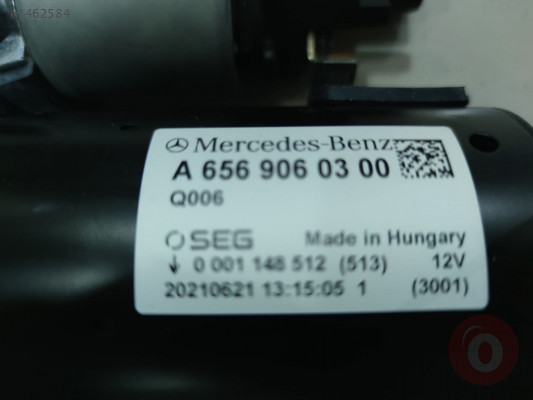 462584
Mercedes-Benz
A 656 906 03 00
Q006
SEG Made in Hungary
0 001 148 512 (513) 12V
20210621 13:15:05 1 (3001)